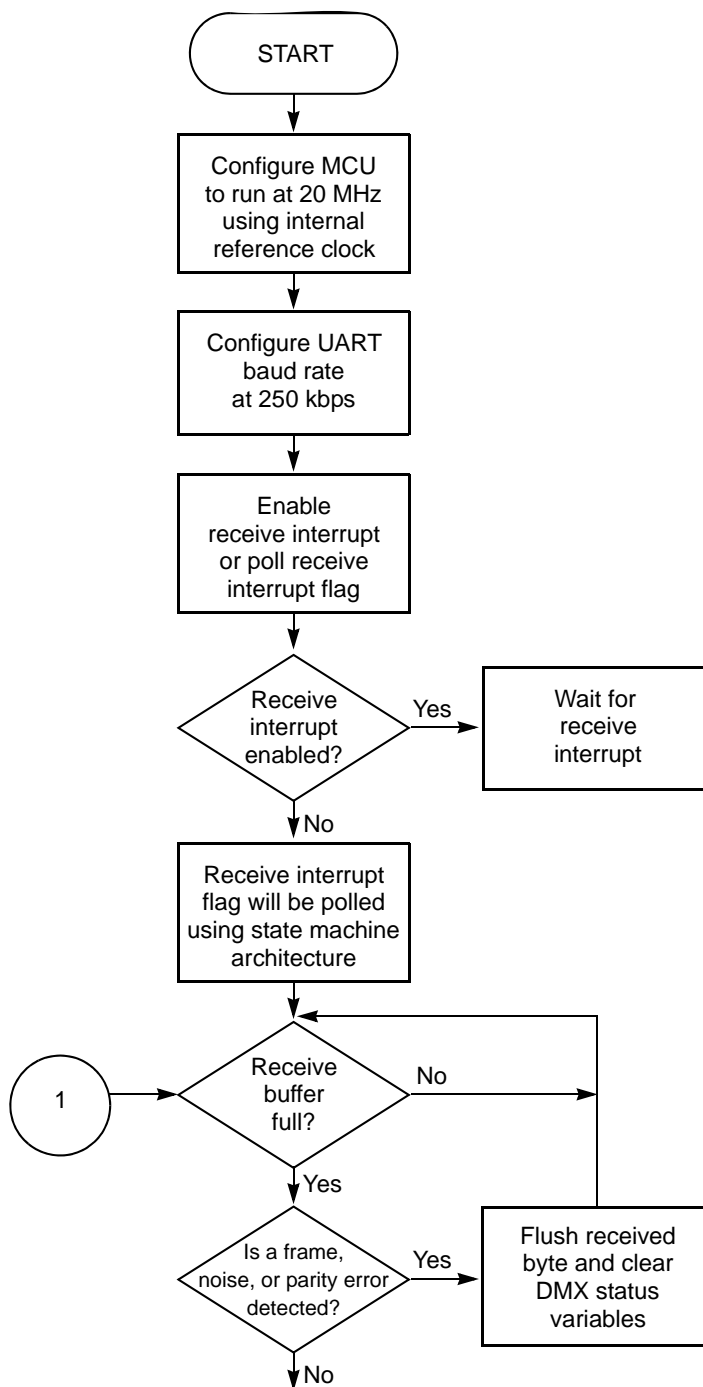 START
Configure MCU
to run at 20 MHz
using internal
reference clock
Configure UART
baud rate
at 250 kbps
Enable
receive interrupt
or poll receive
interrupt flag
Receive
interrupt
enabled?
Yes
Wait for
receive
interrupt
No
Receive interrupt
flag will be polled
using state machine
architecture
1
Receive
buffer
full?
No
Yes
Is a frame,
noise, or parity error
detected?
Yes
Flush received
byte and clear
DMX status
variables
No